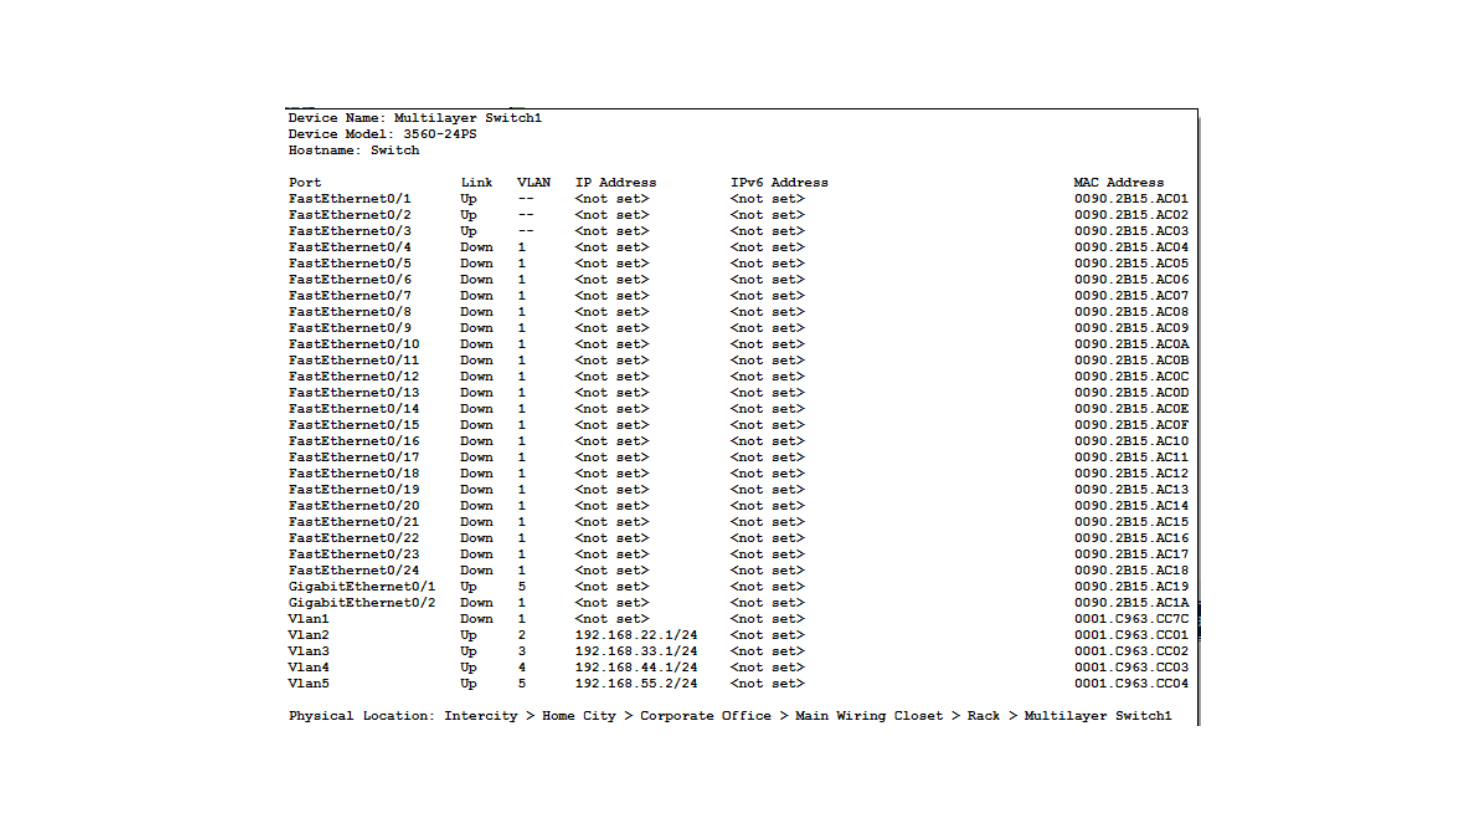 Device Name: Multilayer Switch1
Device Model: 3560-24PS
Hostname: Switch
Port Link VLAN IP Address IPv6 Address MAC Address
FastEthernet0/1 Up -- <not set> <not set> 0090.2B15.AC01
FastEthernet0/2 Up -- <not set> <not set> 0090.2B15.AC02
FastEthernet0/3 Up -- <not set> <not set> 0090.2B15.AC03
FastEthernet0/4 Down 1 <not set> <not set> 0090.2B15.AC04
FastEthernet0/5 Down 1 <not set> <not set> 0090.2B15.AC05
FastEthernet0/6 Down 1 <not set> <not set> 0090.2B15.AC06
FastEthernet0/7 Down 1 <not set> <not set> 0090.2B15.AC07
FastEthernet0/8 Down 1 <not set> <not set> 0090.2B15.AC08
FastEthernet0/9 Down 1 <not set> <not set> 0090.2B15.AC09
FastEthernet0/10 Down 1 <not set> <not set> 0090.2B15.AC0A
FastEthernet0/11 Down 1 <not set> <not set> 0090.2B15.AC0B
FastEthernet0/12 Down 1 <not set> <not set> 0090.2B15.AC0C
FastEthernet0/13 Down 1 <not set> <not set> 0090.2B15.AC0D
FastEthernet0/14 Down 1 <not set> <not set> 0090.2B15.AC0E
FastEthernet0/15 Down 1 <not set> <not set> 0090.2B15.AC0F
FastEthernet0/16 Down 1 <not set> <not set> 0090.2B15.AC10
FastEthernet0/17 Down 1 <not set> <not set> 0090.2B15.AC11
FastEthernet0/18 Down 1 <not set> <not set> 0090.2B15.AC12
FastEthernet0/19 Down 1 <not set> <not set> 0090.2B15.AC13
FastEthernet0/20 Down 1 <not set> <not set> 0090.2B15.AC14
FastEthernet0/21 Down 1 <not set> <not set> 0090.2B15.AC15
FastEthernet0/22 Down 1 <not set> <not set> 0090.2B15.AC16
FastEthernet0/23 Down 1 <not set> <not set> 0090.2B15.AC17
FastEthernet0/24 Down 1 <not set> <not set> 0090.2B15.AC18
GigabitEthernet0/1 Up 5 <not set> <not set> 0090.2B15.AC19
GigabitEthernet0/2 Down 1 <not set> <not set> 0090.2B15.AC1A
Vlan1 Down 1 <not set> <not set> 0001.C963.CC7C
Vlan2 Up 2 192.168.22.1/24 <not set> 0001.C963.CC01
Vlan3 Up 3 192.168.33.1/24 <not set> 0001.C963.CC02
Vlan4 Up 4 192.168.44.1/24 <not set> 0001.C963.CC03
Vlan5 Up 5 192.168.55.2/24 <not set> 0001.C963.CC04
Physical Location: Intercity > Home City > Corporate Office > Main Wiring Closet > Rack > Multilayer Switch1